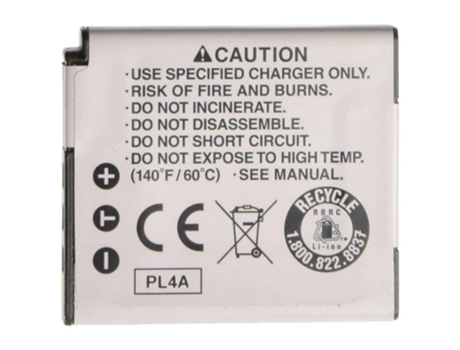 ⚠CAUTION
•USE SPECIFIED CHARGER ONLY.
•RISK OF FIRE AND BURNS.
•DO NOT INCINERATE.
•DO NOT DISASSEMBLE.
•DO NOT SHORT CIRCUIT.
•DO NOT EXPOSE TO HIGH TEMP.
(140°F/60°C) •SEE MANUAL.
+
T
−
CE
PL4A
RECYCLE
RBRC
Li-ion
1.800.822.8837